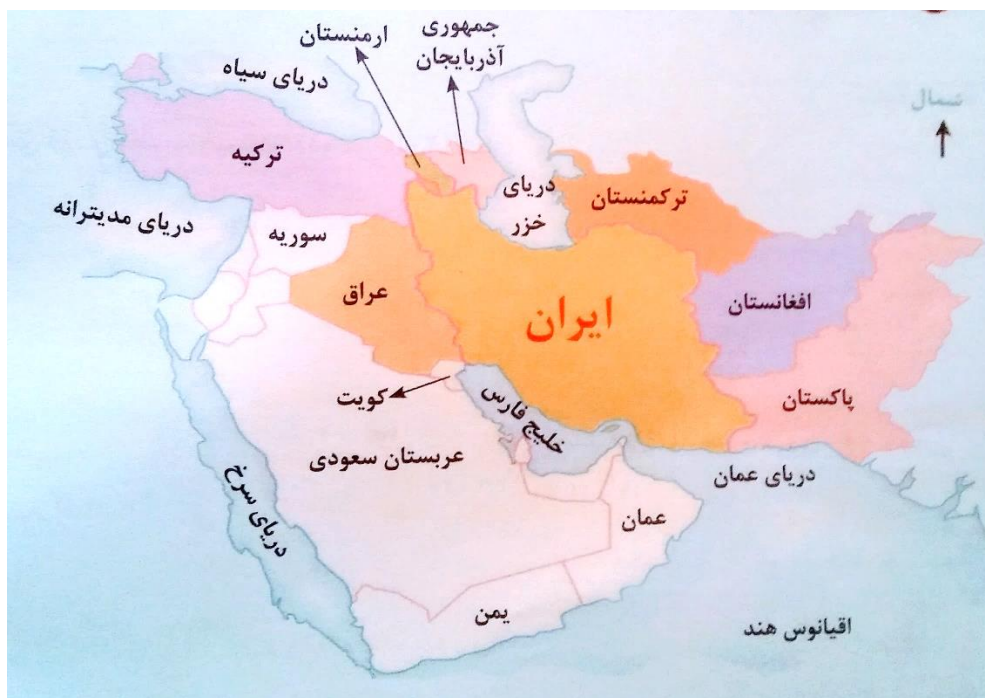 جمهوری
آذربایجان
ارمنستان
دریای سیاه
شمال
ترکیه
دریای
خزر
ترکمنستان
دریای مدیترانه
سوریه
عراق
ایران
افغانستان
کویت
خلیج فارس
پاکستان
عربستان سعودی
دریای عمان
دریای سرخ
عمان
یمن
اقیانوس هند